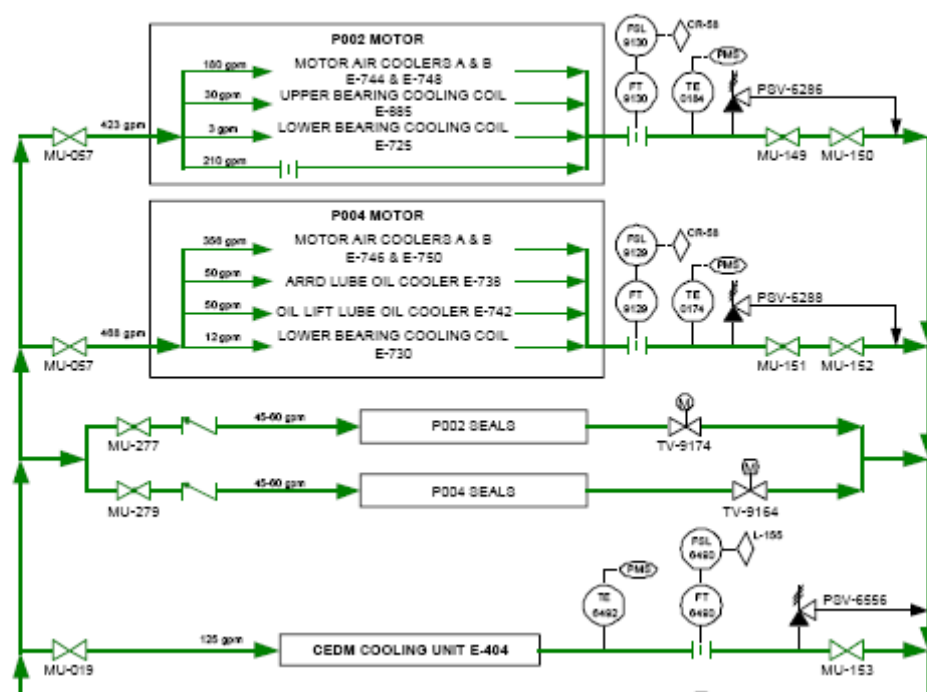 P002 MOTOR
180 gpm
MOTOR AIR COOLERS A & B
E-744 & E-748
30 gpm
UPPER BEARING COOLING COIL
E-885
3 gpm
LOWER BEARING COOLING COIL
E-725
210 gpm
423 gpm
MU-057
FSL
9130
CR-58
FT
9130
PMS
TE
0184
PSV-6286
MU-149
MU-150
P004 MOTOR
356 gpm
MOTOR AIR COOLERS A & B
E-746 & E-750
50 gpm
ARRD LUBE OIL COOLER E-738
50 gpm
OIL LIFT LUBE OIL COOLER E-742
12 gpm
LOWER BEARING COOLING COIL
E-730
468 gpm
MU-057
FSL
9129
CR-58
FT
9129
PMS
TE
0174
PSV-6288
MU-151
MU-152
MU-277
45-60 gpm
P002 SEALS
M
TV-9174
MU-279
45-60 gpm
P004 SEALS
M
TV-9164
MU-019
125 gpm
CEDM COOLING UNIT E-404
PMS
TE
6492
FSL
6493
L-155
FT
6493
PSV-6556
MU-153